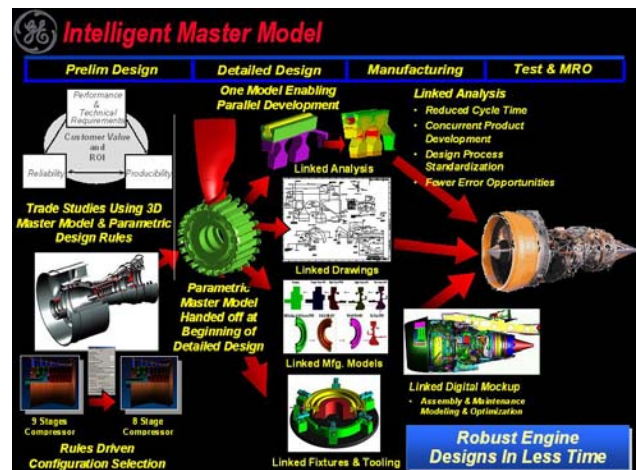 GE
Intelligent Master Model
Prelim Design
Detailed Design
Manufacturing
Test & MRO
Performance
&
Technical
Requirements
Customer Value
and
ROI
Reliability
Producibility
Trade Studies Using 3D
Master Model & Parametric
Design Rules
9 Stages
Compressor
8 Stage
Compressor
Rules Driven
Configuration Selection
One Model Enabling
Parallel Development
Parametric
Master Model
Handed off at
Beginning of
Detailed Design
Linked Analysis
Linked Drawings
Linked Mfg. Models
Linked Fixtures & Tooling
Linked Analysis
• Reduced Cycle Time
• Concurrent Product
Development
• Design Process
Standardization
• Fewer Error Opportunities
Linked Digital Mockup
• Assembly & Maintenance
Modeling & Optimization
Robust Engine
Designs In Less Time